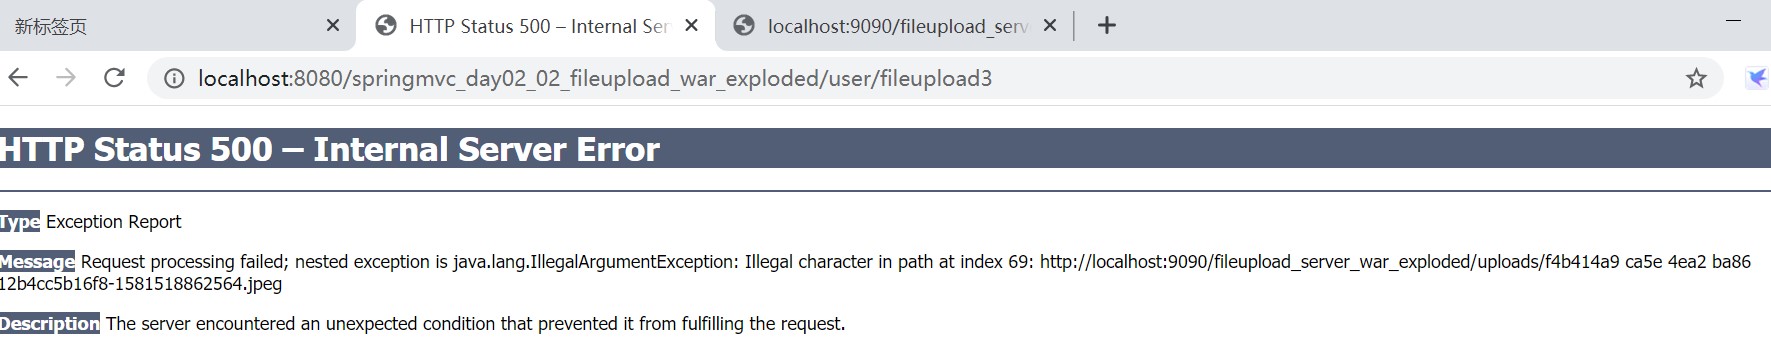 新标签页
HTTP Status 500 – Internal Ser
localhost:9090/fileupload_serv
localhost:8080/springmvc_day02_02_fileupload_war_exploded/user/fileupload3
HTTP Status 500 – Internal Server Error
Type Exception Report
Message Request processing failed; nested exception is java.lang.IllegalArgumentException: Illegal character in path at index 69: http://localhost:9090/fileupload_server_war_exploded/uploads/f4b414a9 ca5e 4ea2 ba86
12b4cc5b16f8-1581518862564.jpeg
Description The server encountered an unexpected condition that prevented it from fulfilling the request.